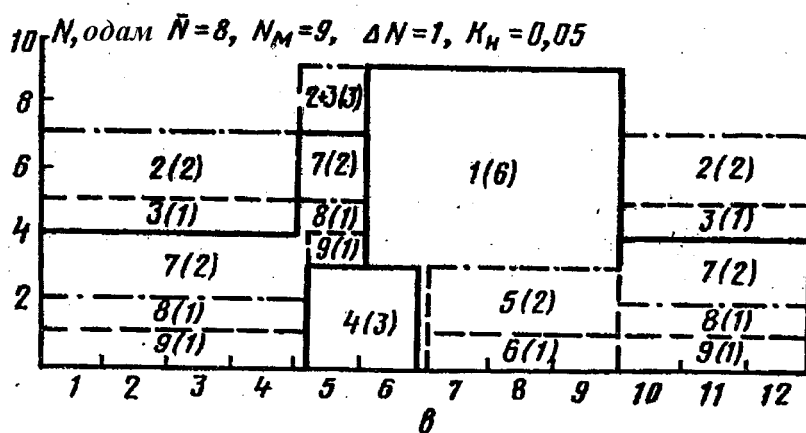 10 N, одам N̄=8, Nм=9, ΔN=1, Kн=0,05
8 2+3(3)
6 2(2) 7(2) 1(6) 2(2)
3(1) 8(1) 3(1)
4 9(1)
7(2) 7(2)
2 4(3) 5(2)
8(1) 8(1)
9(1) 6(1) 9(1)
1 2 3 4 5 6 7 8 9 10 11 12
в